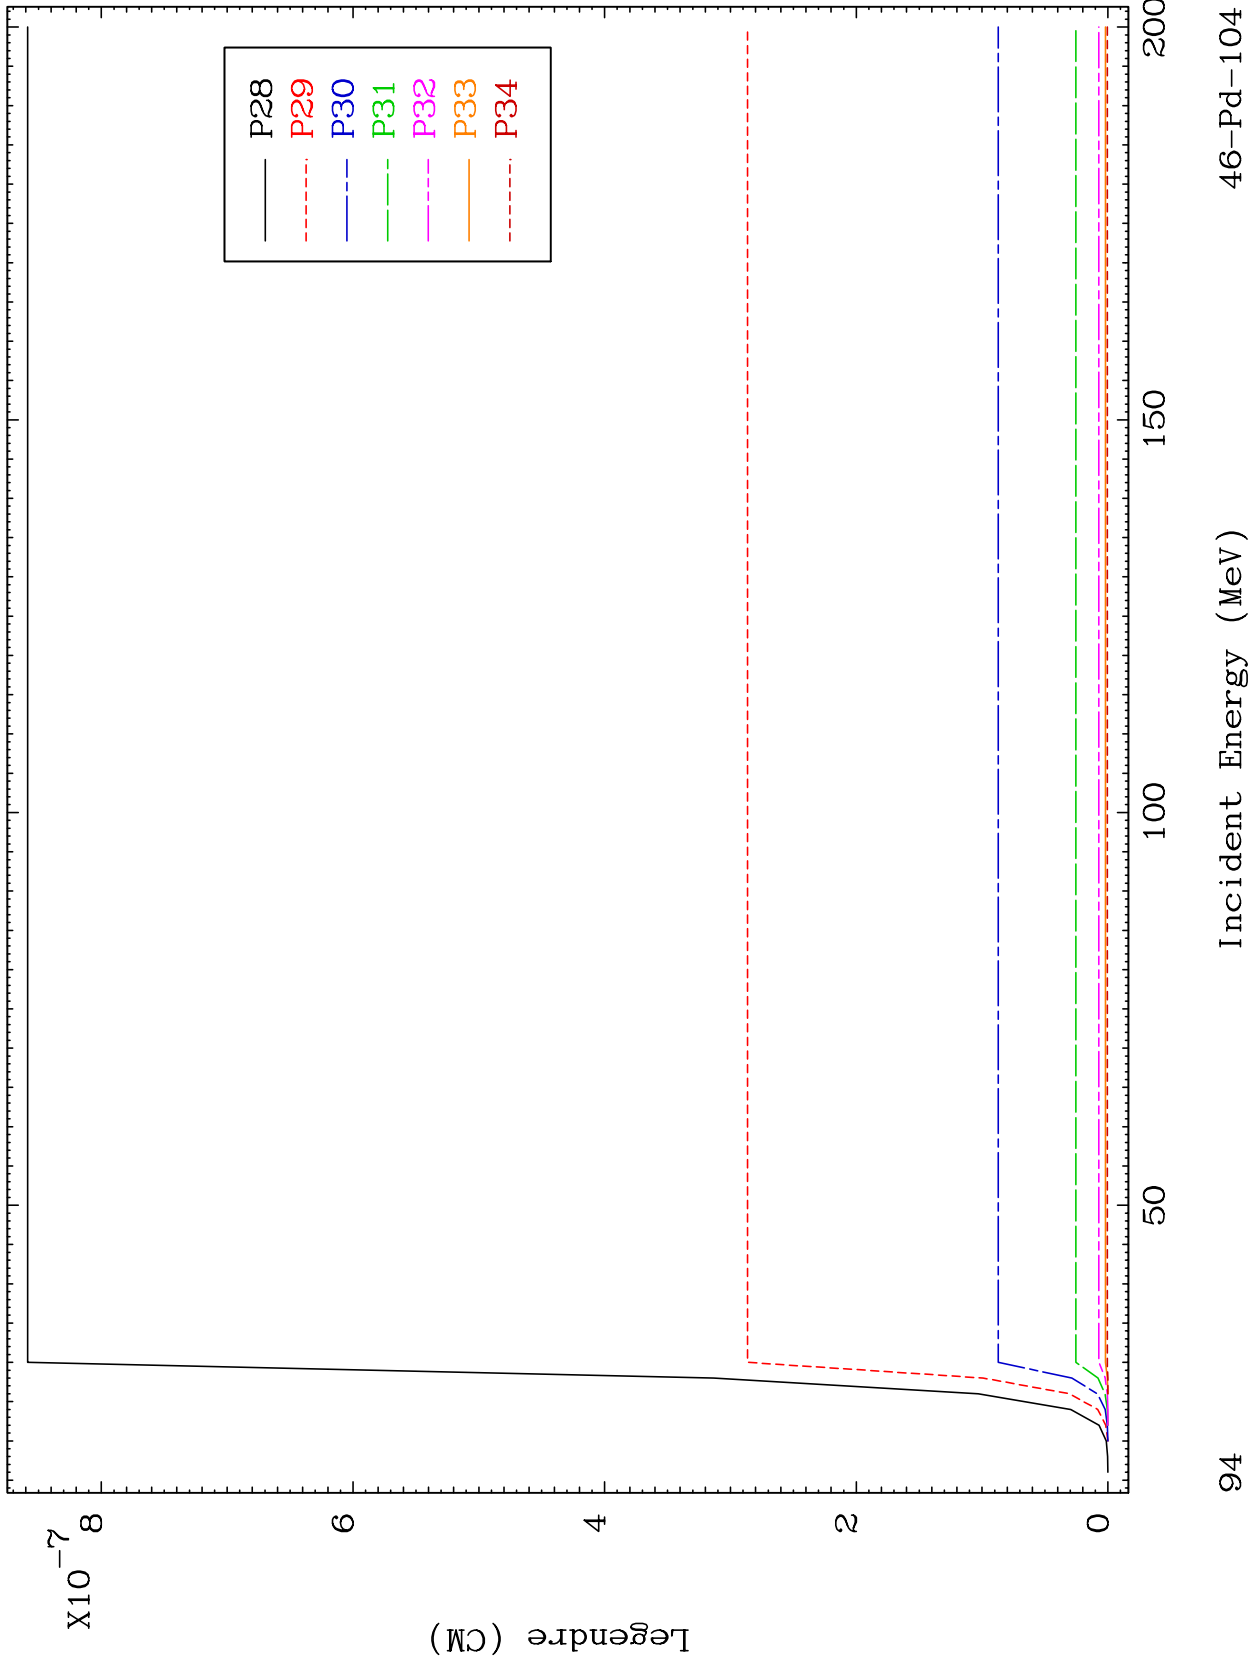 X10⁻⁷
8
6
4
2
0
Legendre (CM)
P28
P29
P30
P31
P32
P33
P34
50
100
150
200
94
Incident Energy (MeV)
46-Pd-104